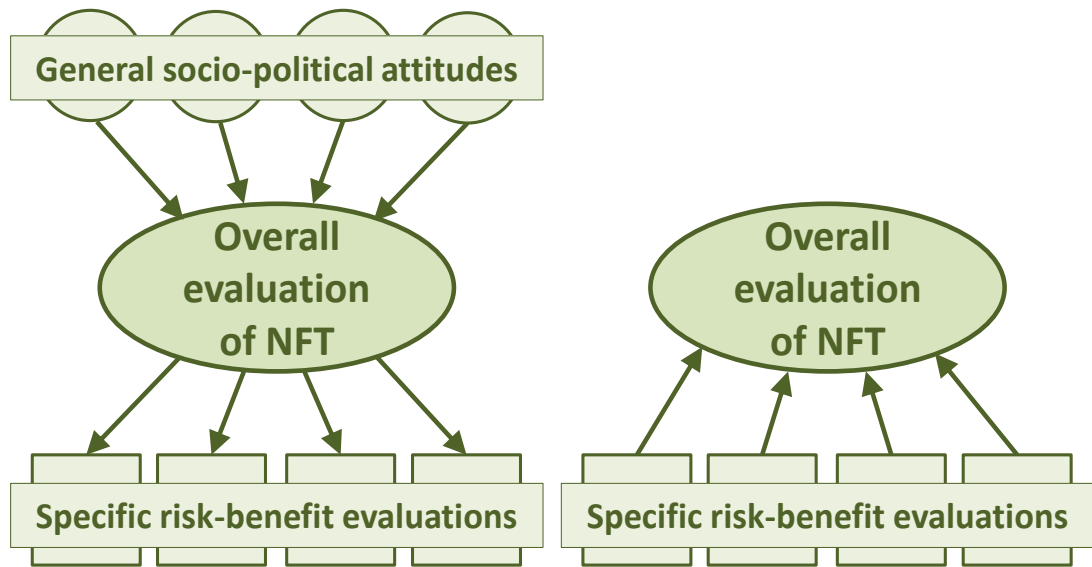 General socio-political attitudes
Overall
evaluation
of NFT
Specific risk-benefit evaluations
Overall
evaluation
of NFT
Specific risk-benefit evaluations